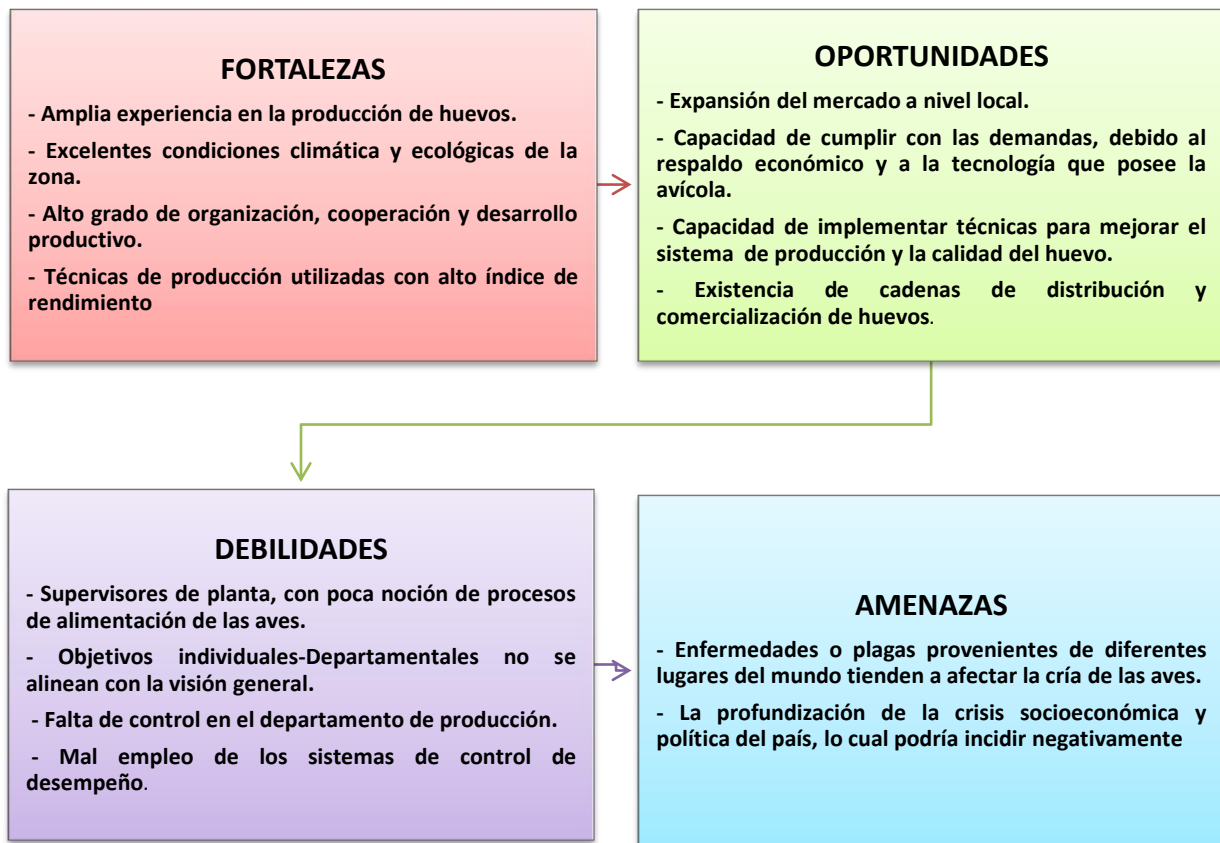 FORTALEZAS
- Amplia experiencia en la producción de huevos.
- Excelentes condiciones climática y ecológicas de la
zona.
- Alto grado de organización, cooperación y desarrollo
productivo.
- Técnicas de producción utilizadas con alto índice de
rendimiento
OPORTUNIDADES
- Expansión del mercado a nivel local.
- Capacidad de cumplir con las demandas, debido al
respaldo económico y a la tecnología que posee la
avícola.
- Capacidad de implementar técnicas para mejorar el
sistema de producción y la calidad del huevo.
- Existencia de cadenas de distribución y
comercialización de huevos.
DEBILIDADES
- Supervisores de planta, con poca noción de procesos
de alimentación de las aves.
- Objetivos individuales-Departamentales no se
alinean con la visión general.
- Falta de control en el departamento de producción.
- Mal empleo de los sistemas de control de
desempeño.
AMENAZAS
- Enfermedades o plagas provenientes de diferentes
lugares del mundo tienden a afectar la cría de las aves.
- La profundización de la crisis socioeconómica y
política del país, lo cual podría incidir negativamente